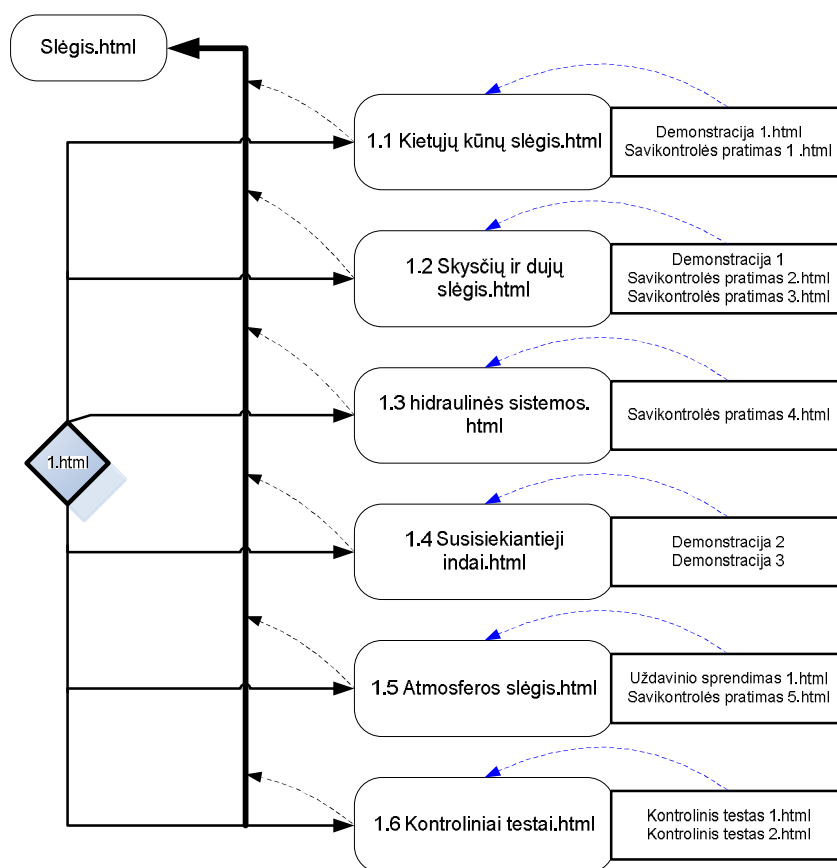 Slėgis.html
1.1 Kietųjų kūnų slėgis.html
Demonstracija 1.html
Savikontrolės pratimas 1 .html
1.2 Skysčių ir dujų
slėgis.html
Demonstracija 1
Savikontrolės pratimas 2.html
Savikontrolės pratimas 3.html
1.3 hidraulinės sistemos.
html
Savikontrolės pratimas 4.html
1.html
1.4 Susisiekiantieji
indai.html
Demonstracija 2
Demonstracija 3
1.5 Atmosferos slėgis.html
Uždavinio sprendimas 1.html
Savikontrolės pratimas 5.html
1.6 Kontroliniai testai.html
Kontrolinis testas 1.html
Kontrolinis testas 2.html